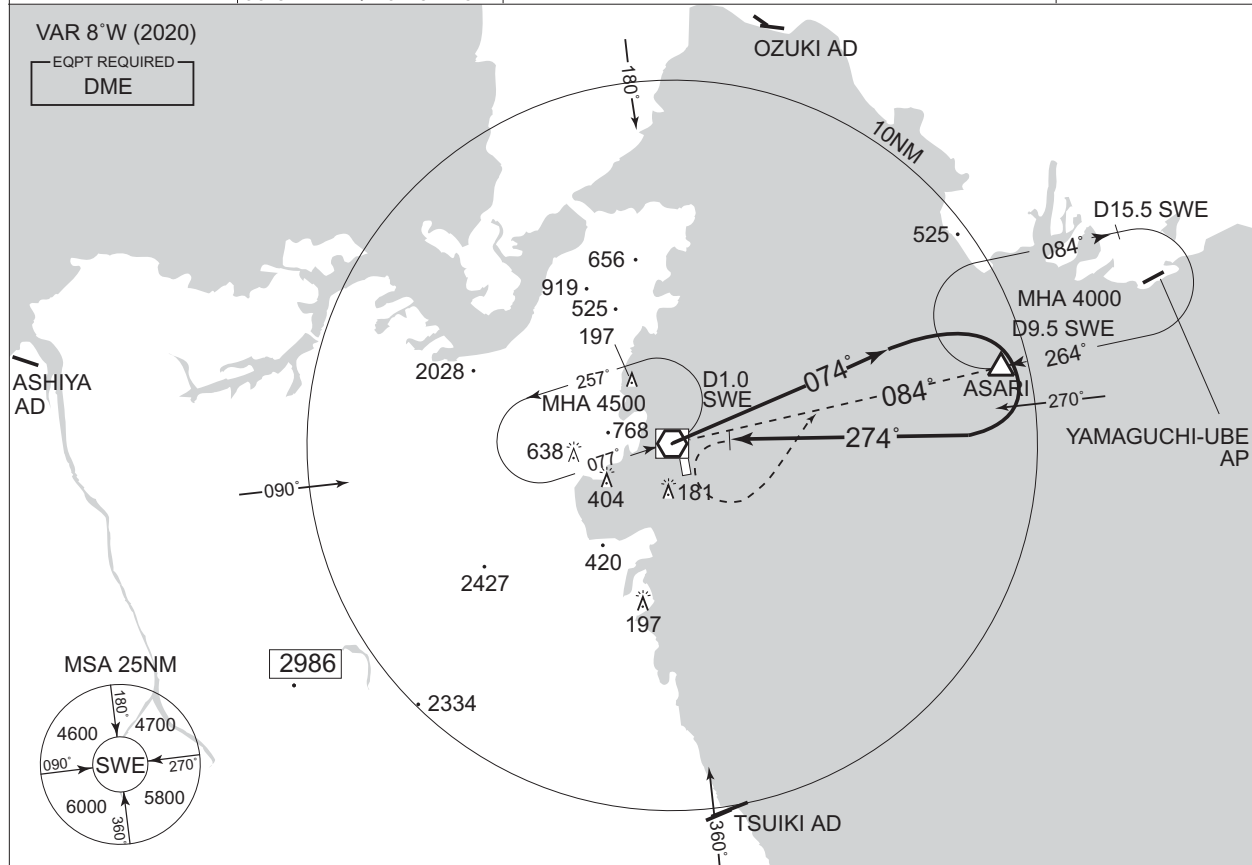 VAR 8°W (2020)
EQPT REQUIRED
DME
OZUKI AD
180°
10NM
D15.5 SWE
525
084°
656
919
525
197
MHA 4000
D9.5 SWE
264°
ASHIYA
AD
2028
257°
MHA 4500
D1.0
SWE
074°
084°
ASARI
270°
768
638
077°
274°
YAMAGUCHI-UBE
AP
090°
404
181
420
2427
197
MSA 25NM
2986
2334
180°
4600
4700
090°
SWE
270°
6000
5800
360°
TSUIKI AD
360°